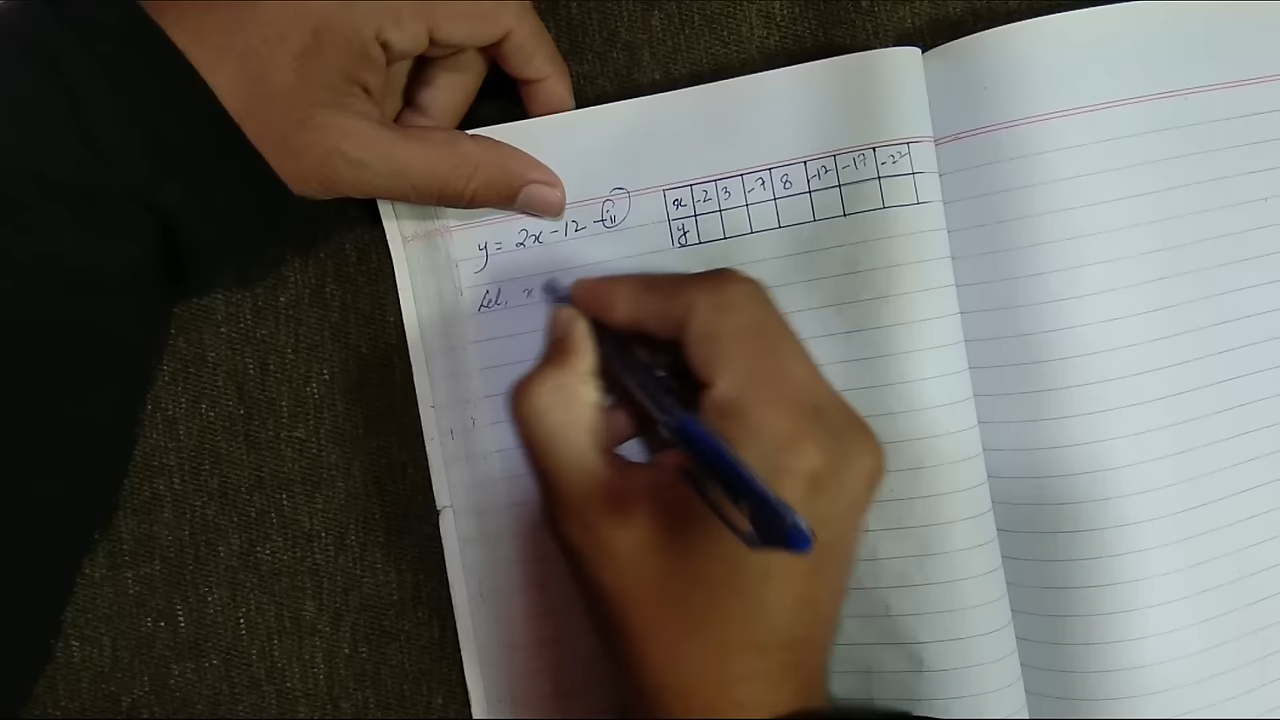 y = 2x - 12 - (ii)
x -2 3 -7 8 -12 -17 -22
y
Let, x